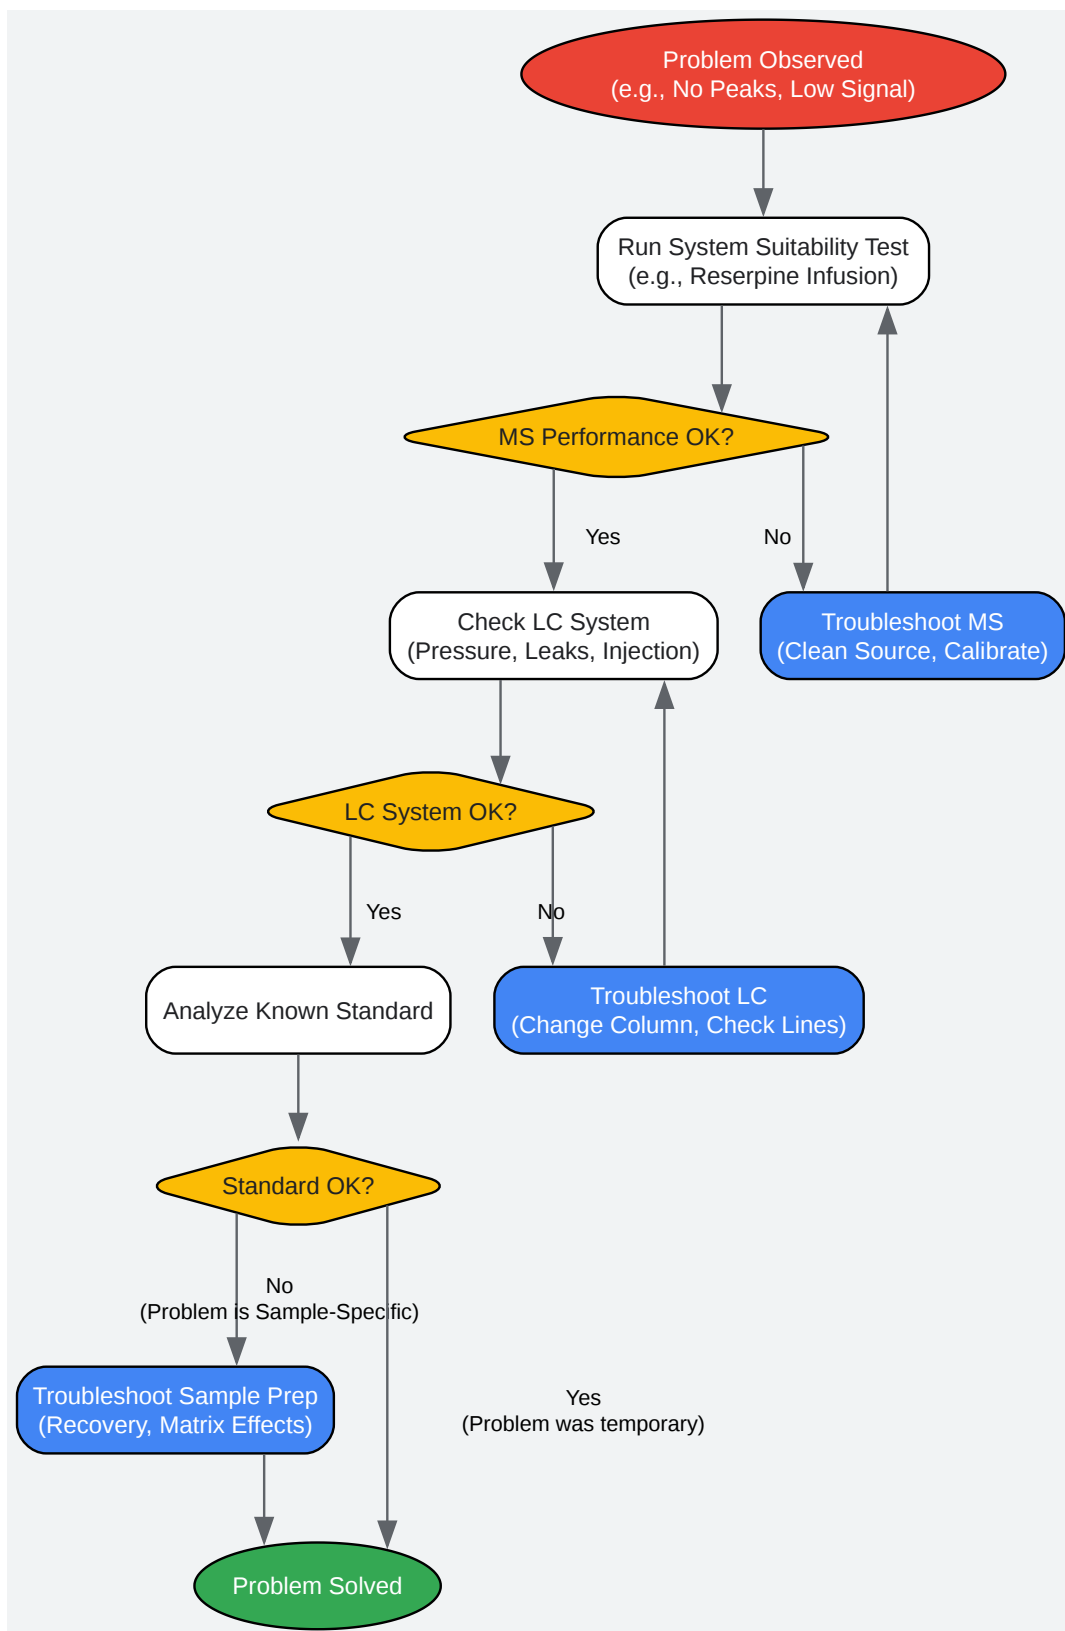 Problem Observed
(e.g., No Peaks, Low Signal)
Run System Suitability Test
(e.g., Reserpine Infusion)
MS Performance OK?
Yes
No
Check LC System
(Pressure, Leaks, Injection)
Troubleshoot MS
(Clean Source, Calibrate)
LC System OK?
Yes
No
Analyze Known Standard
Troubleshoot LC
(Change Column, Check Lines)
Standard OK?
No
(Problem is Sample-Specific)
Troubleshoot Sample Prep
(Recovery, Matrix Effects)
Yes
(Problem was temporary)
Problem Solved